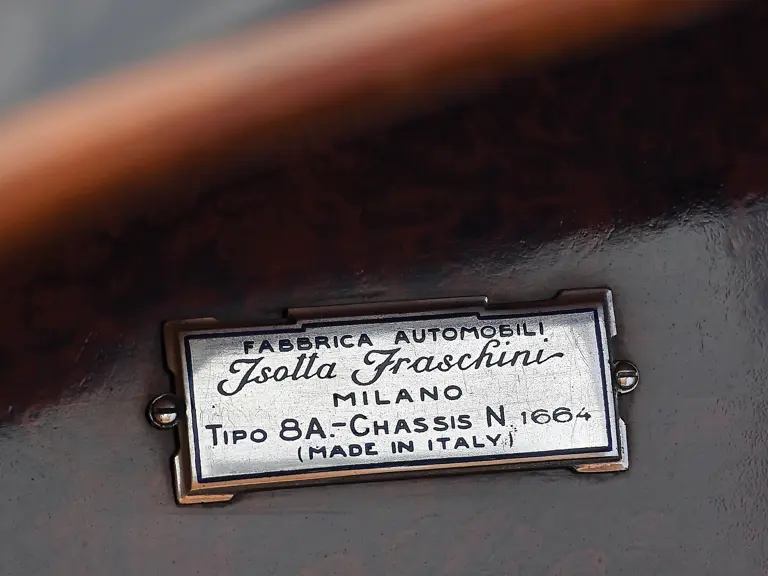 FABBRICA AUTOMOBILI
Isotta Fraschini
MILANO
TIPO 8A.-CHASSIS N 1664
(MADE IN ITALY)